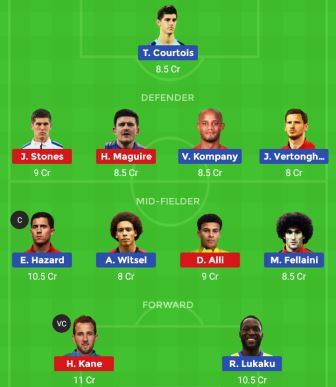 T. Courtois
8.5 Cr
DEFENDER
J. Stones
H. Maguire
V. Kompany
J. Vertongh...
9 Cr
8.5 Cr
8.5 Cr
8 Cr
MID-FIELDER
C
E. Hazard
A. Witsel
D. Alli
M. Fellaini
10.5 Cr
8 Cr
9 Cr
8.5 Cr
FORWARD
VC
H. Kane
R. Lukaku
11 Cr
10.5 Cr